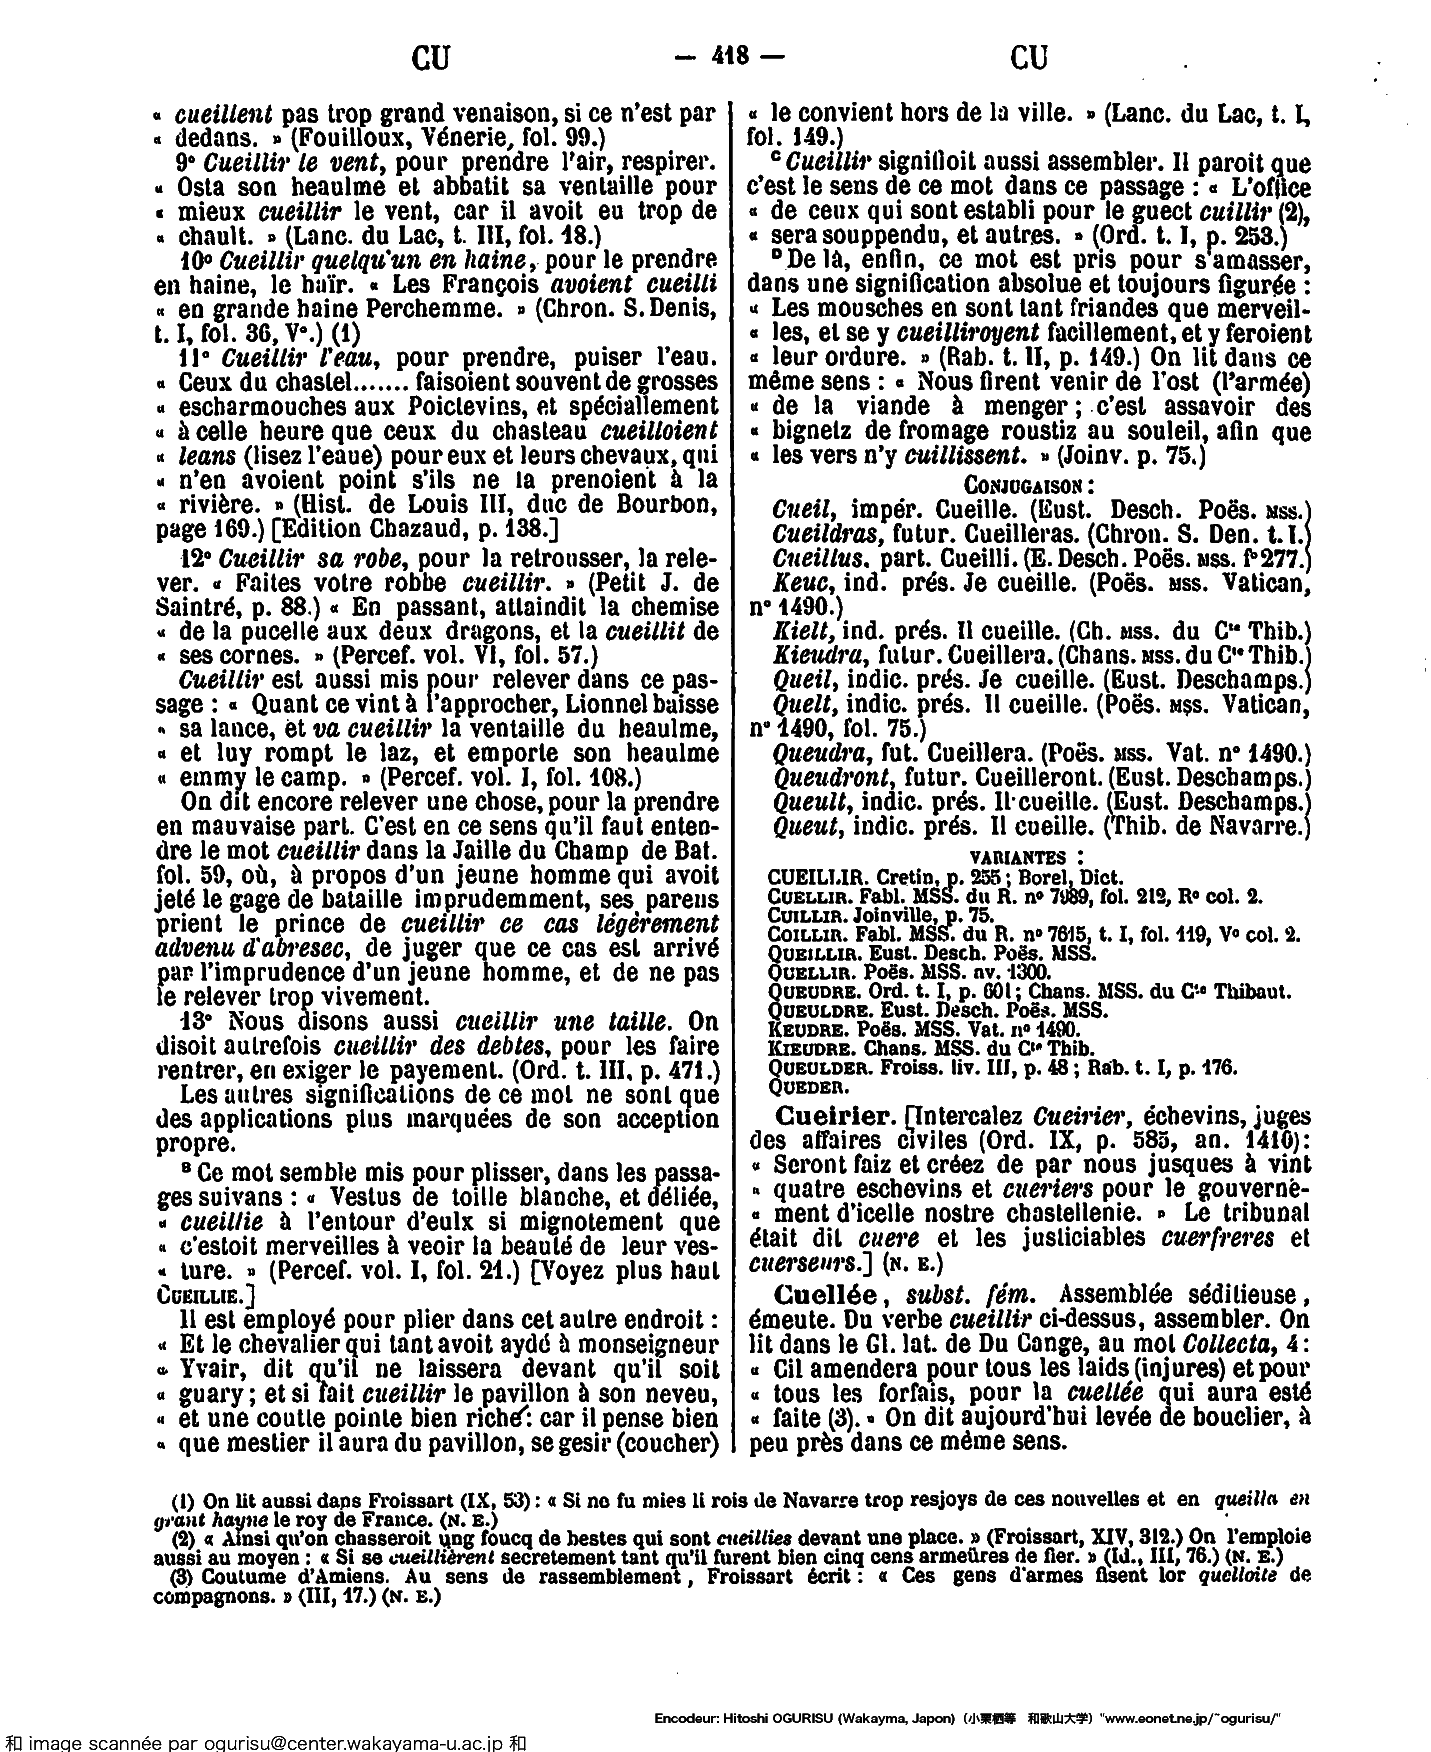 CU — 418 — CU
« cueillent pas trop grand venaison, si ce n'est par
« dedans. » (Fouilloux, Vénerie, fol. 99.)
9° Cueillir le vent, pour prendre l'air, respirer.
« Osta son heaulme et abbatit sa ventaille pour
« mieux cueillir le vent, car il avoit eu trop de
« chault. » (Lanc. du Lac, t. III, fol. 18.)
10° Cueillir quelqu'un en haine, pour le prendre
en haine, le haïr. « Les François avoient cueilli
« en grande haine Perchemme. » (Chron. S. Denis,
t. I, fol. 36, V°.) (1)
11° Cueillir l'eau, pour prendre, puiser l'eau.
« Ceux du chastel....... faisoient souvent de grosses
« escharmouches aux Poictevins, et spéciallement
« à celle heure que ceux du chasteau cueilloient
« leans (lisez l'eaue) pour eux et leurs chevaux, qui
« n'en avoient point s'ils ne la prenoient à la
« rivière. » (Hist. de Louis III, duc de Bourbon,
page 169.) [Edition Chazaud, p. 138.]
12° Cueillir sa robe, pour la retrousser, la rele-
ver. « Faites votre robbe cueillir. » (Petit J. de
Saintré, p. 88.) « En passant, attaindit la chemise
« de la pucelle aux deux dragons, et la cueillit de
« ses cornes. » (Percef. vol. VI, fol. 57.)
Cueillir est aussi mis pour relever dans ce pas-
sage : « Quant ce vint à l'approcher, Lionnel baisse
« sa lance, et va cueillir la ventaille du heaulme,
« et luy rompt le laz, et emporte son heaulme
« emmy le camp. » (Percef. vol. I, fol. 108.)
On dit encore relever une chose, pour la prendre
en mauvaise part. C'est en ce sens qu'il faut enten-
dre le mot cueillir dans la Jaille du Champ de Bat.
fol. 59, où, à propos d'un jeune homme qui avoit
jeté le gage de bataille imprudemment, ses parens
prient le prince de cueillir ce cas légèrement
advenu d'abresec, de juger que ce cas est arrivé
par l'imprudence d'un jeune homme, et de ne pas
le relever trop vivement.
13° Nous disons aussi cueillir une taille. On
disoit autrefois cueillir des debtes, pour les faire
rentrer, en exiger le payement. (Ord. t. III, p. 471.)
Les autres significations de ce mot ne sont que
des applications plus marquées de son acception
propre.
B Ce mot semble mis pour plisser, dans les passa-
ges suivans : « Vestus de toille blanche, et déliée,
« cueillie à l'entour d'eulx si mignotement que
« c'estoit merveilles à veoir la beauté de leur ves-
« ture. » (Percef. vol. I, fol. 21.) [Voyez plus haut
CUEILLIE.]
Il est employé pour plier dans cet autre endroit :
« Et le chevalier qui tant avoit aydé à monseigneur
« Yvair, dit qu'il ne laissera devant qu'il soit
« guary ; et si fait cueillir le pavillon à son neveu,
« et une coutte pointe bien riche : car il pense bien
« que mestier il aura du pavillon, se gesir (coucher)
« le convient hors de la ville. » (Lanc. du Lac, t. I,
fol. 149.)
C Cueillir signifioit aussi assembler. Il paroit que
c'est le sens de ce mot dans ce passage : « L'office
« de ceux qui sont establi pour le guect cuillir (2),
« sera souppendu, et autres. » (Ord. t. I, p. 253.)
D De là, enfin, ce mot est pris pour s'amasser,
dans une signification absolue et toujours figurée :
« Les mousches en sont tant friandes que merveil-
« les, et se y cueilliroyent facillement, et y feroient
« leur ordure. » (Rab. t. II, p. 149.) On lit dans ce
même sens : « Nous firent venir de l'ost (l'armée)
« de la viande à menger ; c'est assavoir des
« bignetz de fromage roustiz au souleil, afin que
« les vers n'y cuillissent. » (Joinv. p. 75.)
CONJUGAISON :
Cueil, impér. Cueille. (Eust. Desch. Poës. MSS.)
Cueildras, futur. Cueilleras. (Chron. S. Den. t. I.)
Cueillus, part. Cueilli. (E. Desch. Poës. MSS. f° 277.)
Keuc, ind. prés. Je cueille. (Poës. MSS. Vatican,
n° 1490.)
Kielt, ind. prés. Il cueille. (Ch. MSS. du Cte Thib.)
Kieudra, futur. Cueillera. (Chans. MSS. du Cte Thib.)
Queil, indic. prés. Je cueille. (Eust. Deschamps.)
Quelt, indic. prés. Il cueille. (Poës. MSS. Vatican,
n° 1490, fol. 75.)
Queudra, fut. Cueillera. (Poës. MSS. Vat. n° 1490.)
Queudront, futur. Cueilleront. (Eust. Deschamps.)
Queult, indic. prés. Il cueille. (Eust. Deschamps.)
Queut, indic. prés. Il cueille. (Thib. de Navarre.)
VARIANTES :
CUEILLIR. Cretin, p. 255 ; Borel, Dict.
CUELLIR. Fabl. MSS. du R. n° 7989, fol. 212, R° col. 2.
CUILLIR. Joinville, p. 75.
COILLIR. Fabl. MSS. du R. n° 7615, t. I, fol. 119, V° col. 2.
QUEILLIR. Eust. Desch. Poës. MSS.
QUELLIR. Poës. MSS. av. 1300.
QUEUDRE. Ord. t. I, p. 601 ; Chans. MSS. du Cte Thibaut.
QUEULDRE. Eust. Desch. Poës. MSS.
KEUDRE. Poës. MSS. Vat. n° 1490.
KIEUDRE. Chans. MSS. du Cte Thib.
QUEULDER. Froiss. liv. III, p. 48 ; Rab. t. I, p. 176.
QUEDER.
Cueirier. [Intercalez Cueirier, échevins, juges
des affaires civiles (Ord. IX, p. 585, an. 1410) :
« Seront faiz et créez de par nous jusques à vint
« quatre eschevins et cueriers pour le gouverne-
« ment d'icelle nostre chastellenie. » Le tribunal
était dit cuere et les justiciables cuerfreres et
cuerseurs.] (N. E.)
Cuellée, subst. fém. Assemblée séditieuse,
émeute. Du verbe cueillir ci-dessus, assembler. On
lit dans le Gl. lat. de Du Cange, au mot Collecta, 4 :
« Cil amendera pour tous les laids (injures) et pour
« tous les forfais, pour la cuellée qui aura esté
« faite (3). » On dit aujourd'hui levée de bouclier, à
peu près dans ce même sens.
(1) On lit aussi dans Froissart (IX, 53) : « Si ne fu mies li rois de Navarre trop resjoys de ces nouvelles et en queilla en
grant hayne le roy de France. (N. E.)
(2) « Ainsi qu'on chasseroit ung foucq de bestes qui sont cueillies devant une place. » (Froissart, XIV, 312.) On l'emploie
aussi au moyen : « Si se cueillièrent secretement tant qu'il furent bien cinq cens armeüres de fier. » (Id., III, 76.) (N. E.)
(3) Coutume d'Amiens. Au sens de rassemblement, Froissart écrit : « Ces gens d'armes fisent lor quelloite de
compagnons. » (III, 17.) (N. E.)
Encodeur: Hitoshi OGURISU (Wakayma, Japon) (小栗栖等 和歌山大学) "www.eonet.ne.jp/~ogurisu/"
和 image scannée par ogurisu@center.wakayama-u.ac.jp 和